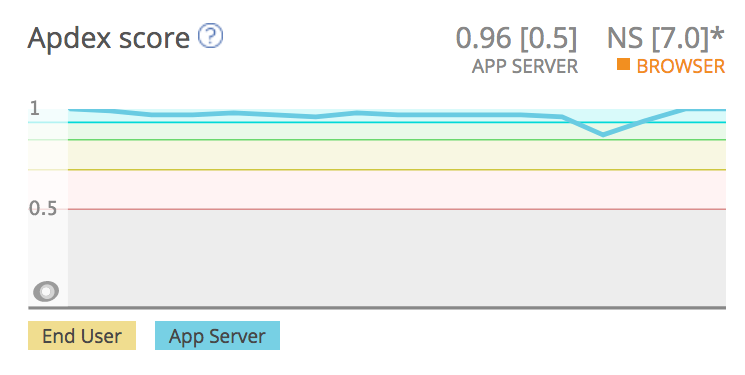 Apdex score ?
0.96 [0.5] NS [7.0]*
APP SERVER BROWSER
1
0.5
End User App Server